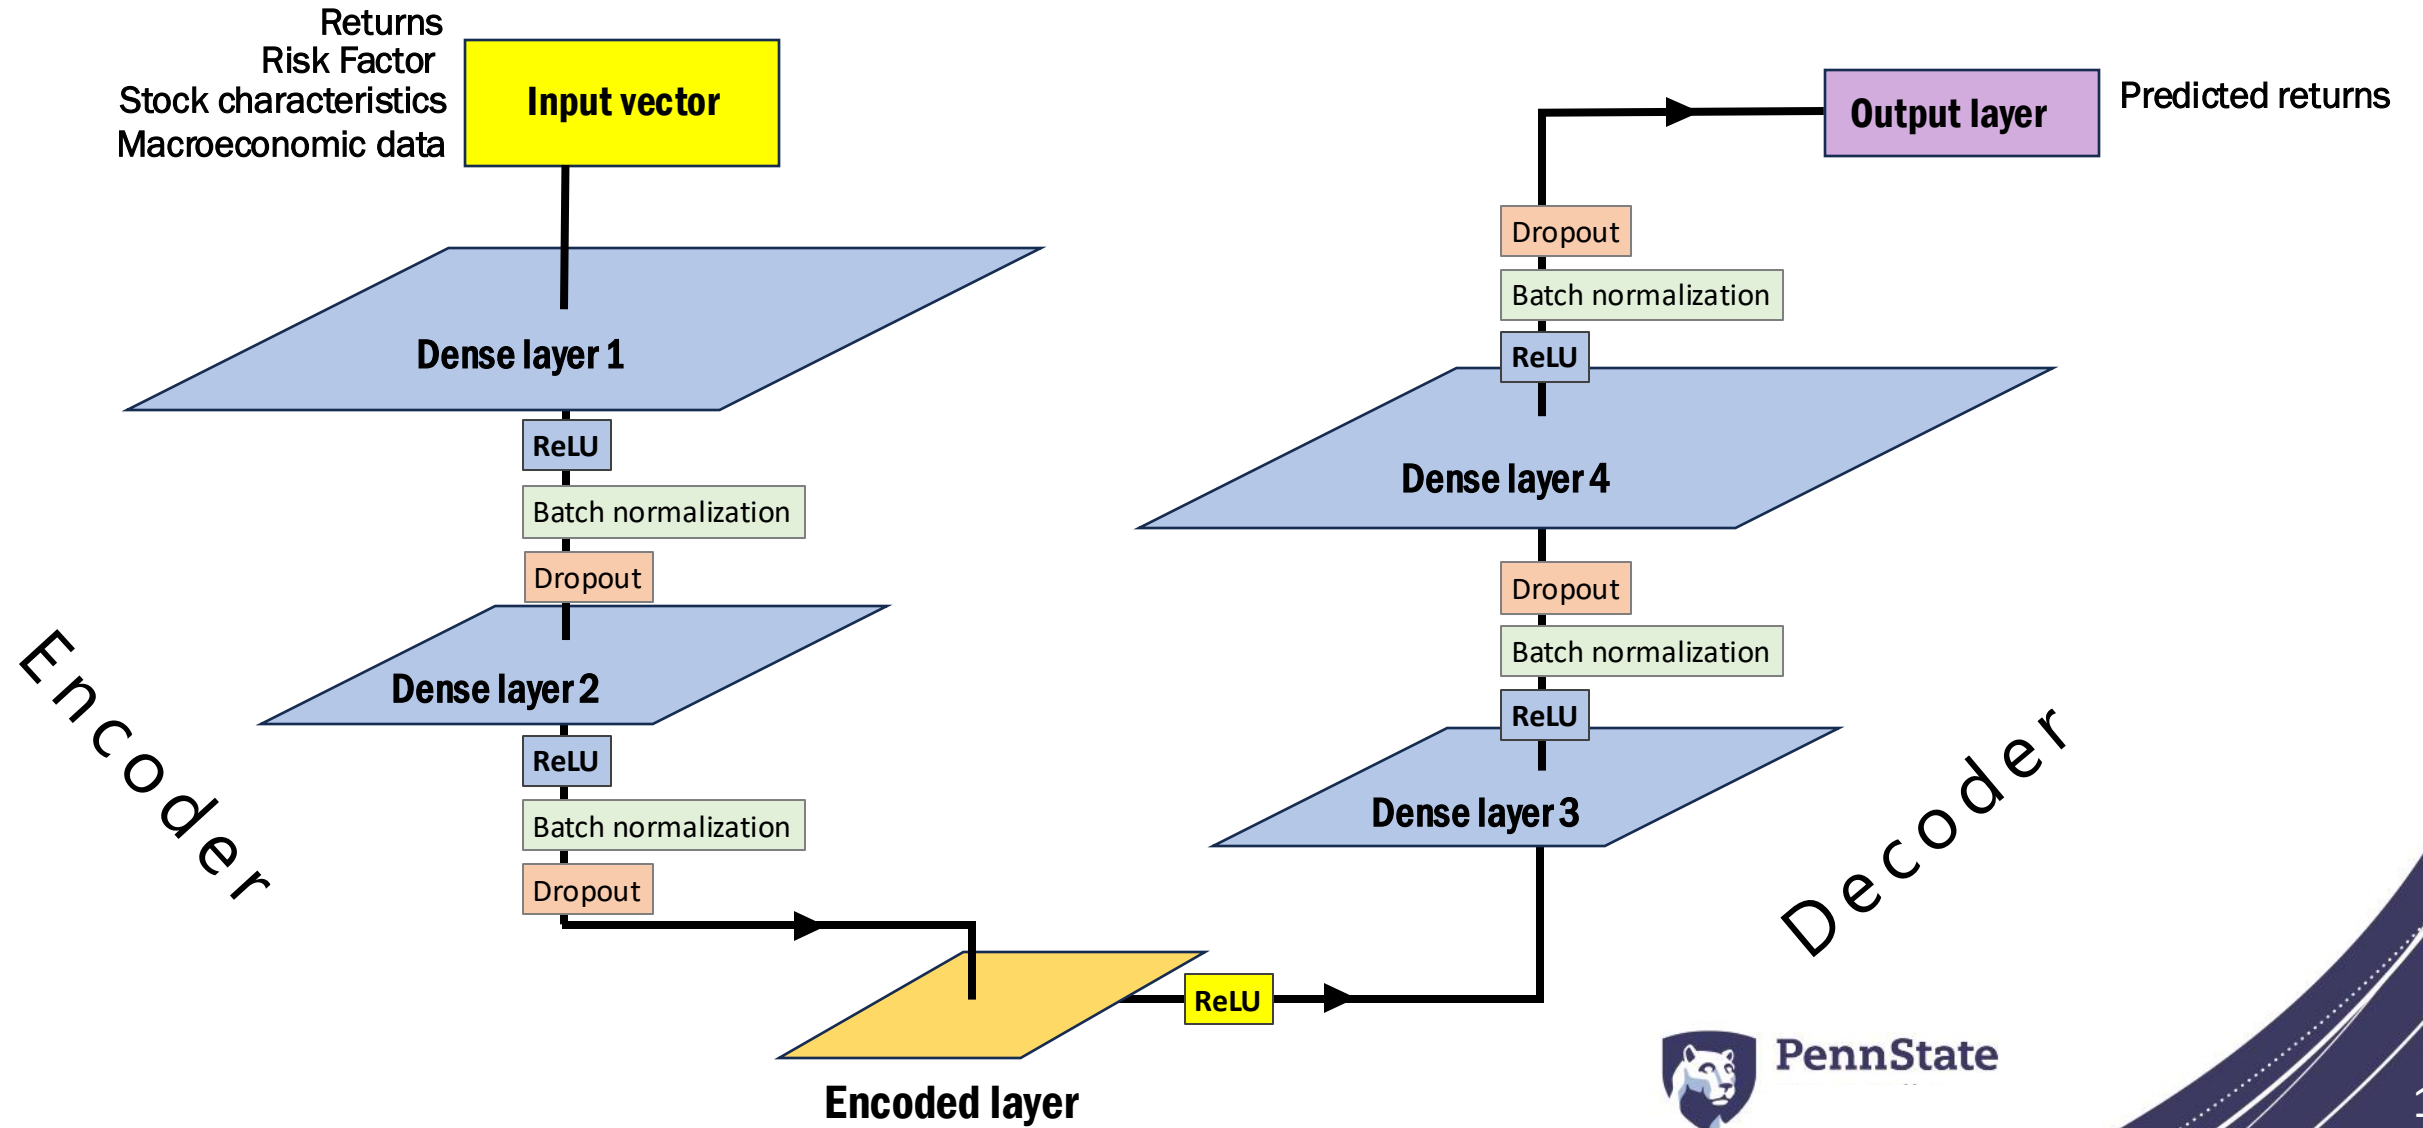 Returns
Risk Factor
Stock characteristics
Macroeconomic data
Input vector
Dense layer 1
ReLU
Batch normalization
Dropout
Dense layer 2
ReLU
Batch normalization
Dropout
Encoder
Encoded layer
ReLU
Dense layer 3
ReLU
Batch normalization
Dropout
Dense layer 4
ReLU
Batch normalization
Dropout
Output layer
Predicted returns
Decoder
PennState